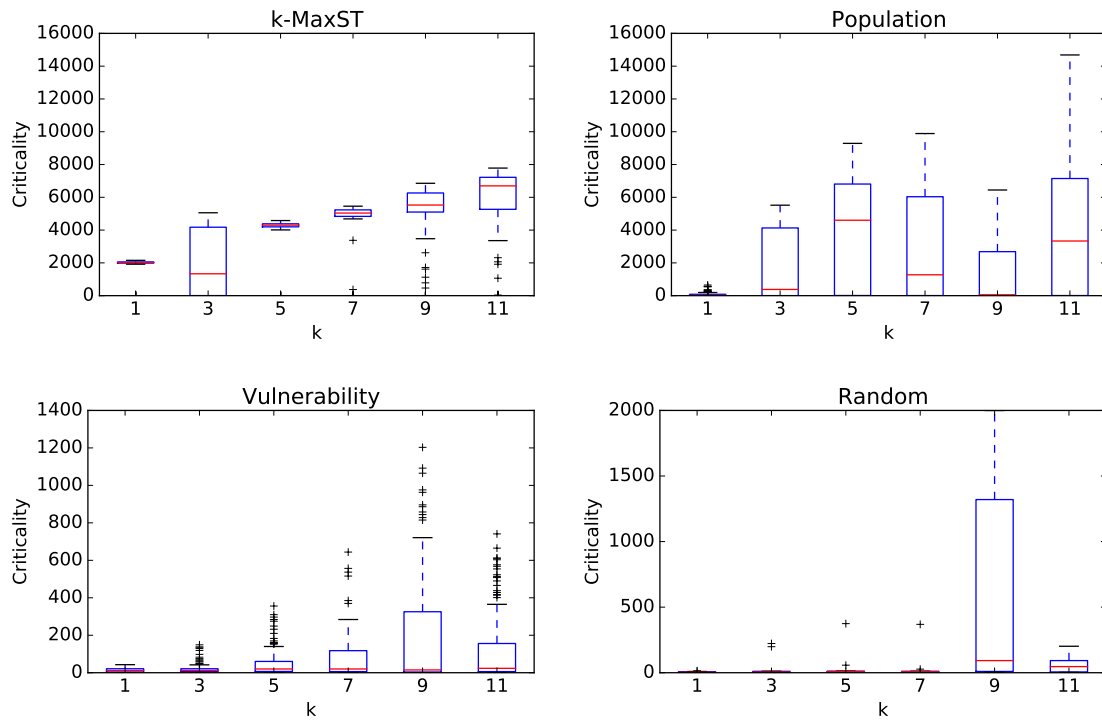 k-MaxST
16000
14000
12000
10000
8000
6000
4000
2000
0
Criticality
1 3 5 7 9 11
k
Population
16000
14000
12000
10000
8000
6000
4000
2000
0
Criticality
1 3 5 7 9 11
k
Vulnerability
1400
1200
1000
800
600
400
200
0
Criticality
1 3 5 7 9 11
k
Random
2000
1500
1000
500
0
Criticality
1 3 5 7 9 11
k